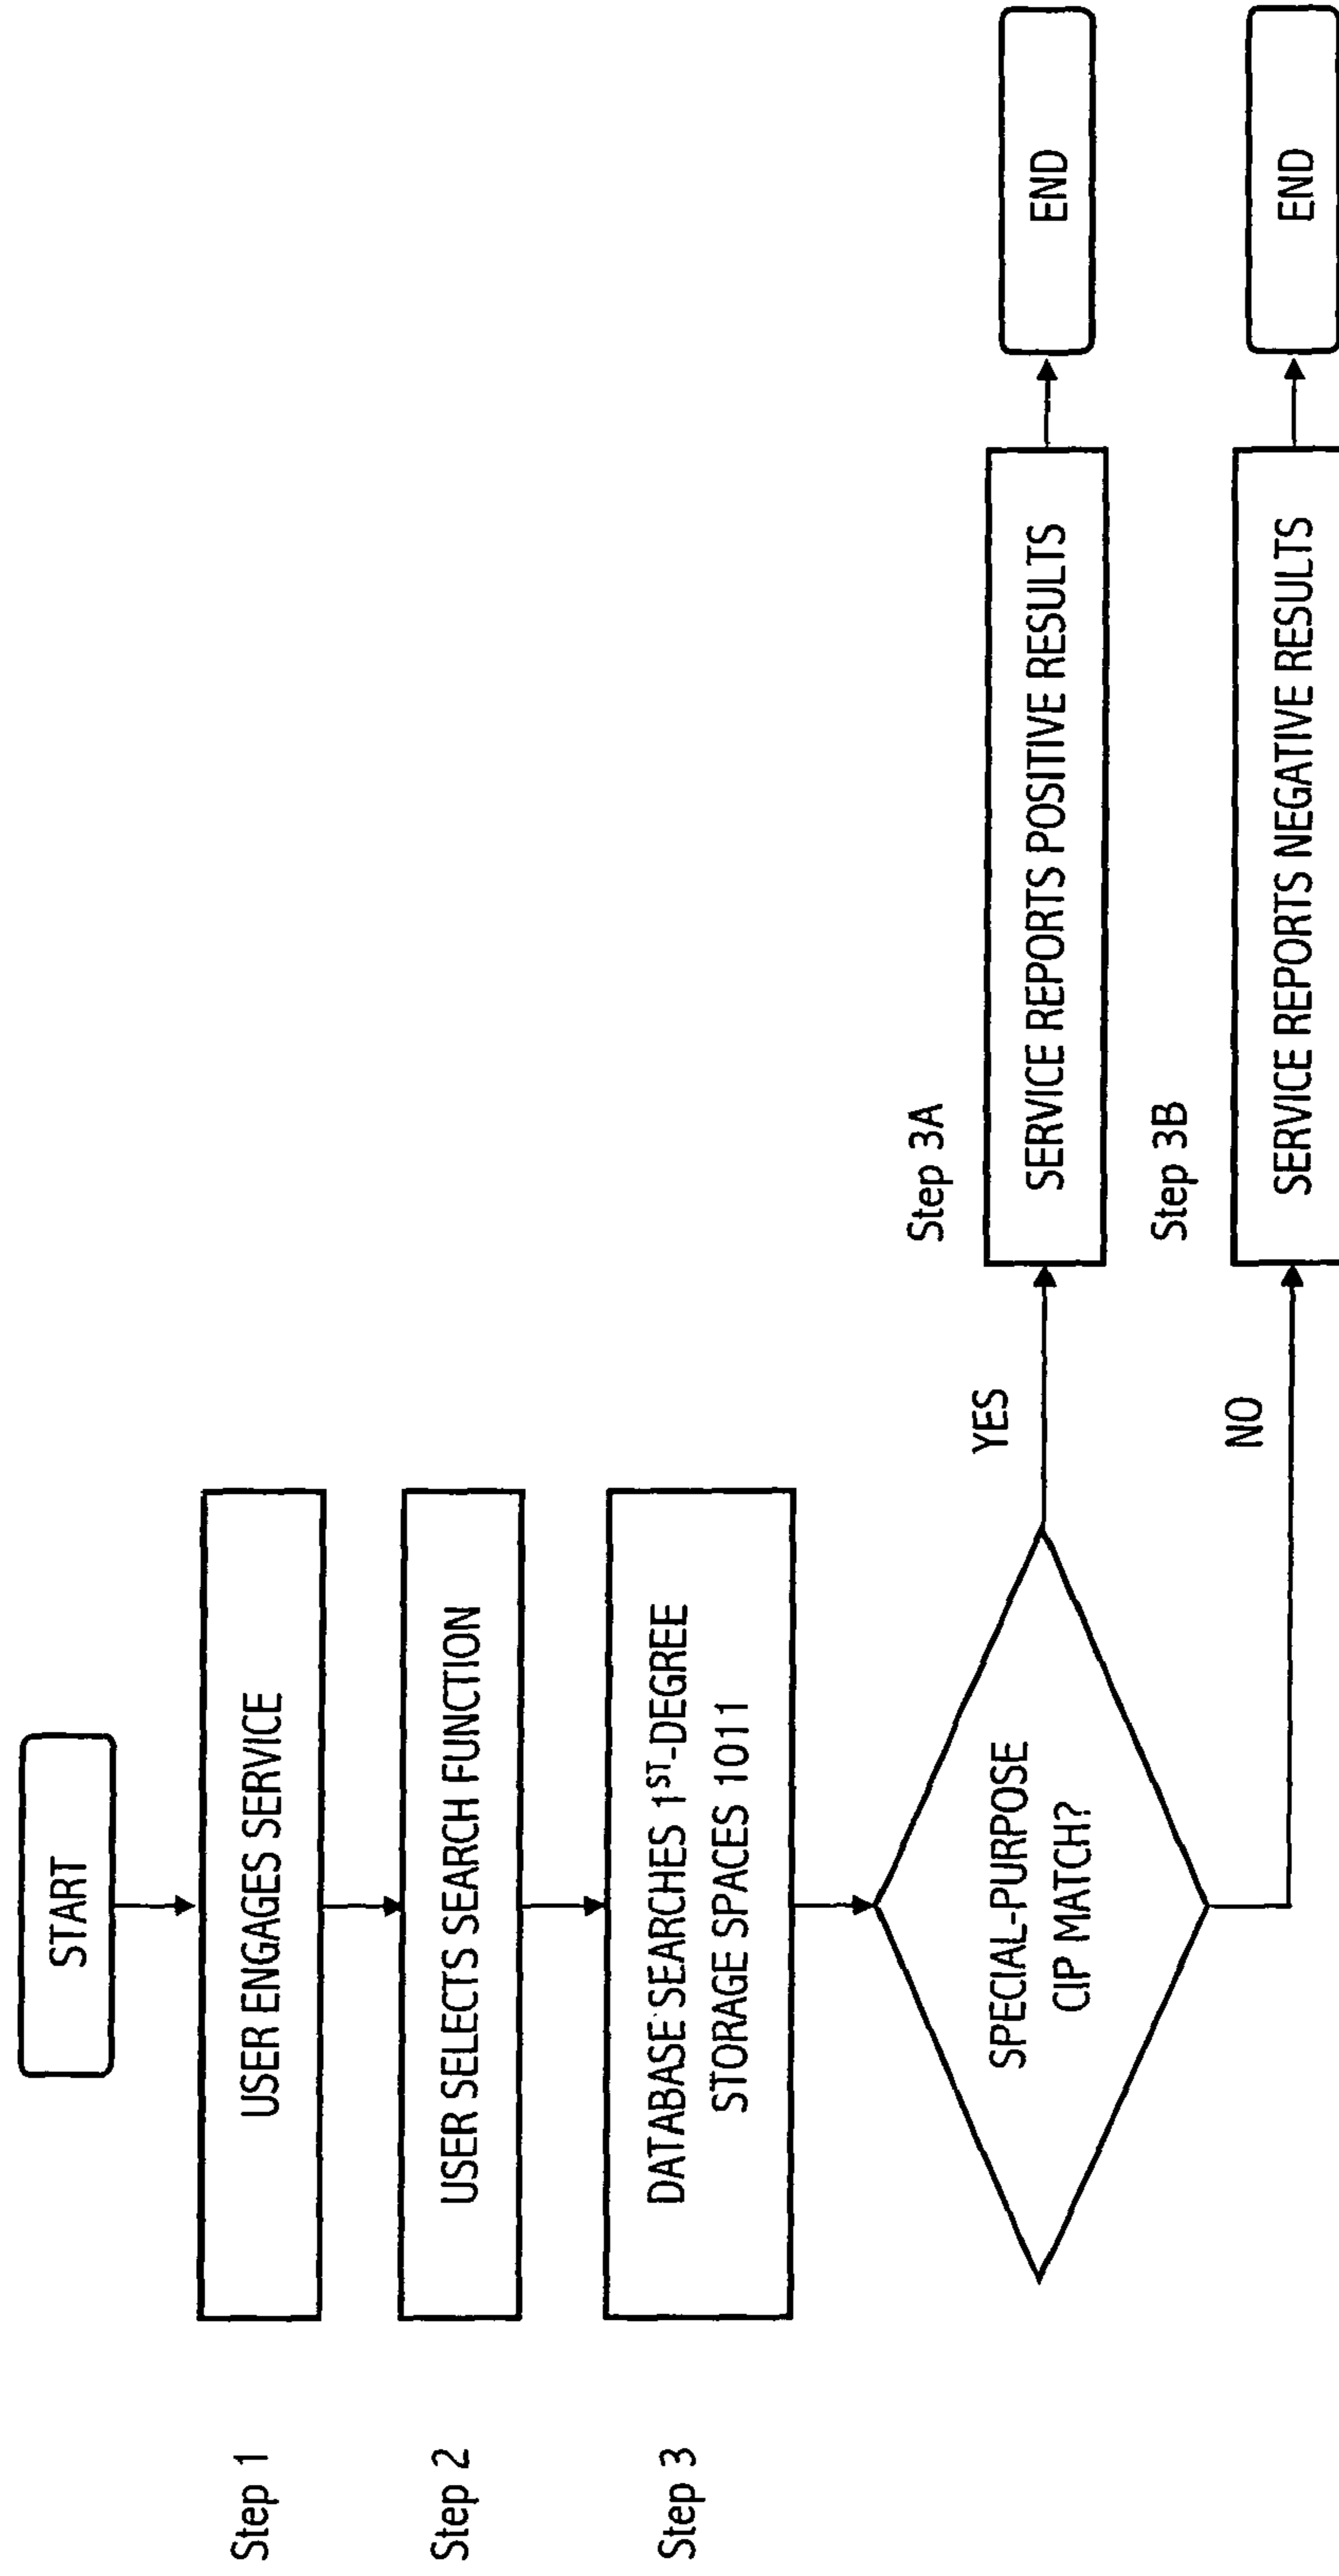 START
Step 1
USER ENGAGES SERVICE
Step 2
USER SELECTS SEARCH FUNCTION
Step 3
DATABASE SEARCHES 1ST-DEGREE
STORAGE SPACES 1011
SPECIAL-PURPOSE
CIP MATCH?
YES
Step 3A
SERVICE REPORTS POSITIVE RESULTS
END
NO
Step 3B
SERVICE REPORTS NEGATIVE RESULTS
END